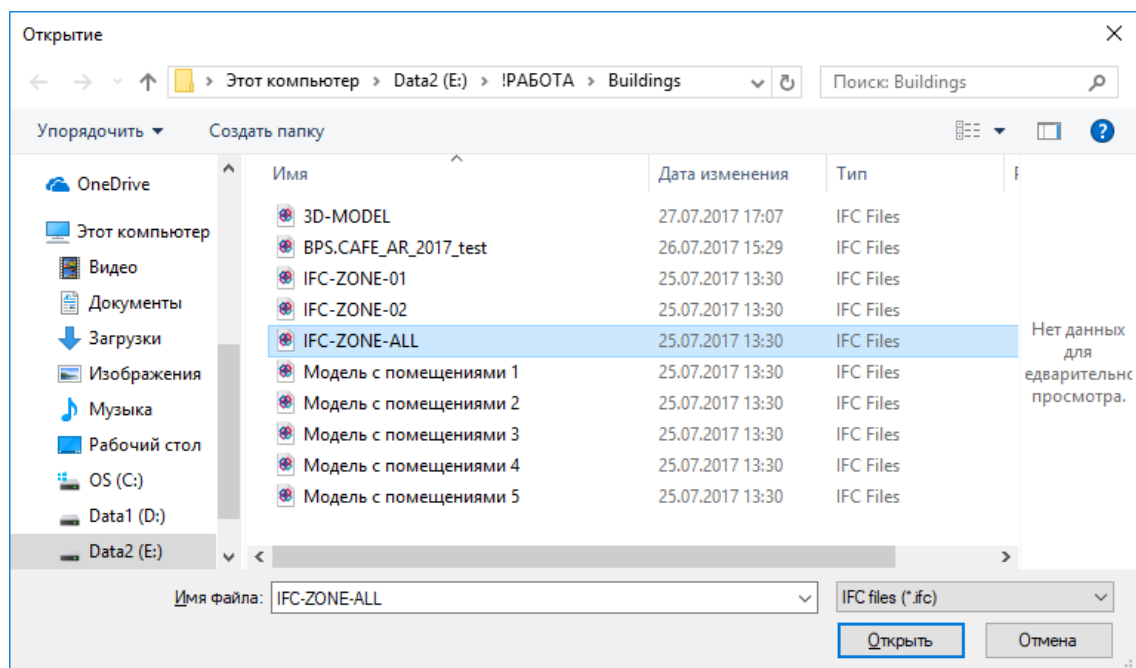 Открытие
Этот компьютер > Data2 (E:) > !РАБОТА > Buildings
Поиск: Buildings
Упорядочить
Создать папку
Имя
Дата изменения
Тип
OneDrive
Этот компьютер
Видео
Документы
Загрузки
Изображения
Музыка
Рабочий стол
OS (C:)
Data1 (D:)
Data2 (E:)
3D-MODEL 27.07.2017 17:07 IFC Files
BPS.CAFE_AR_2017_test 26.07.2017 15:29 IFC Files
IFC-ZONE-01 25.07.2017 13:30 IFC Files
IFC-ZONE-02 25.07.2017 13:30 IFC Files
IFC-ZONE-ALL 25.07.2017 13:30 IFC Files
Модель с помещениями 1 25.07.2017 13:30 IFC Files
Модель с помещениями 2 25.07.2017 13:30 IFC Files
Модель с помещениями 3 25.07.2017 13:30 IFC Files
Модель с помещениями 4 25.07.2017 13:30 IFC Files
Модель с помещениями 5 25.07.2017 13:30 IFC Files
Нет данных
для
едварительнс
просмотра.
Имя файла: IFC-ZONE-ALL
IFC files (*.ifc)
Открыть
Отмена